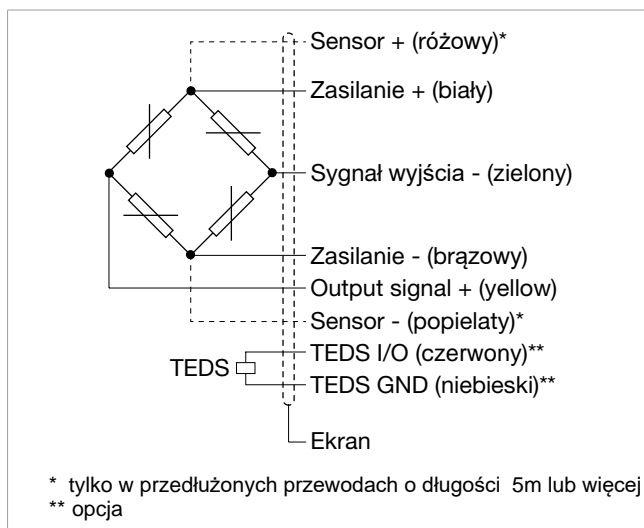 Sensor + (różowy)*
Zasilanie + (biały)
Sygnał wyjścia - (zielony)
Zasilanie - (brązowy)
Output signal + (yellow)
Sensor - (popielaty)*
TEDS I/O (czerwony)**
TEDS
TEDS GND (niebieski)**
Ekran
* tylko w przedłużonych przewodach o długości 5m lub więcej
** opcja